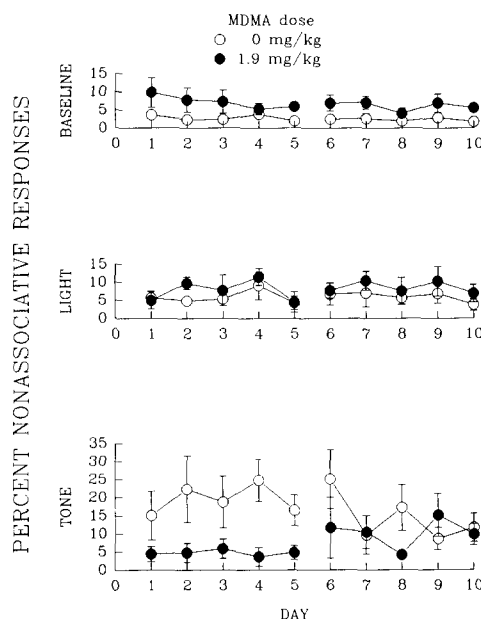 MDMA dose
0 mg/kg
1.9 mg/kg
PERCENT NONASSOCIATIVE RESPONSES
BASELINE
15
10
5
0
0 1 2 3 4 5 6 7 8 9 10
LIGHT
15
10
5
0
0 1 2 3 4 5 6 7 8 9 10
TONE
35
30
25
20
15
10
5
0
0 1 2 3 4 5 6 7 8 9 10
DAY